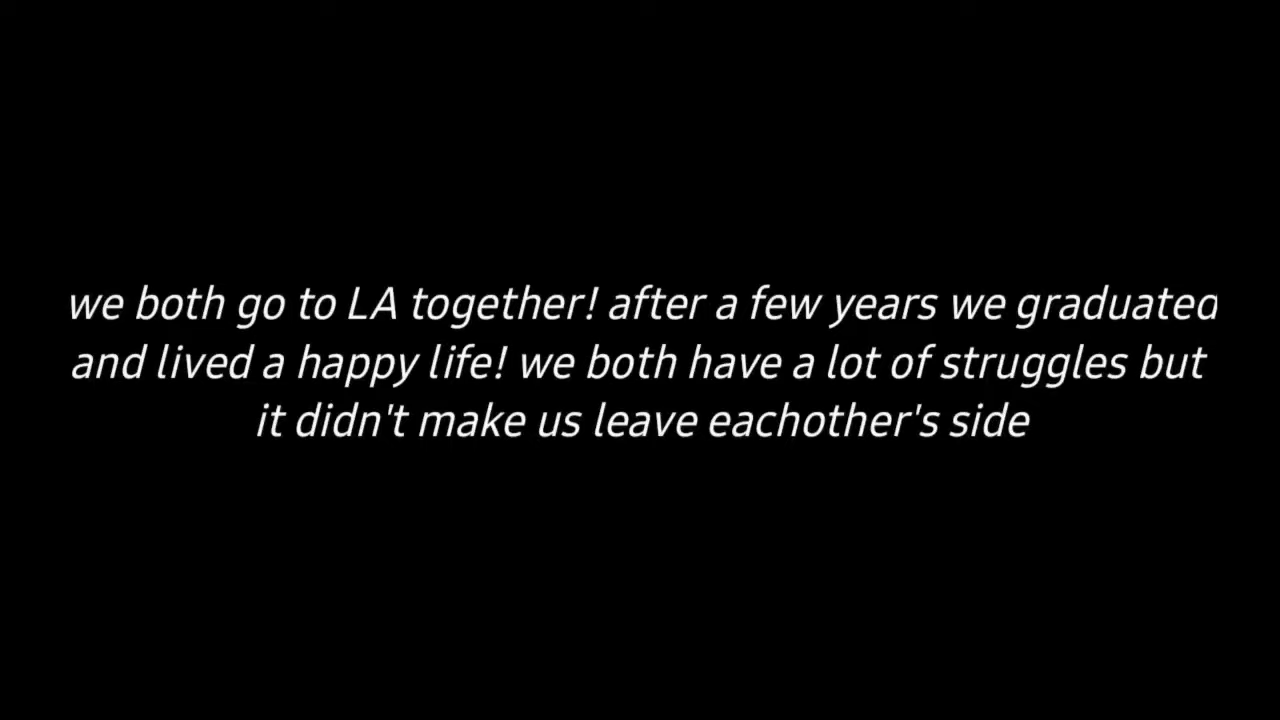 we both go to LA together! after a few years we graduated
and lived a happy life! we both have a lot of struggles but
it didn't make us leave eachother's side